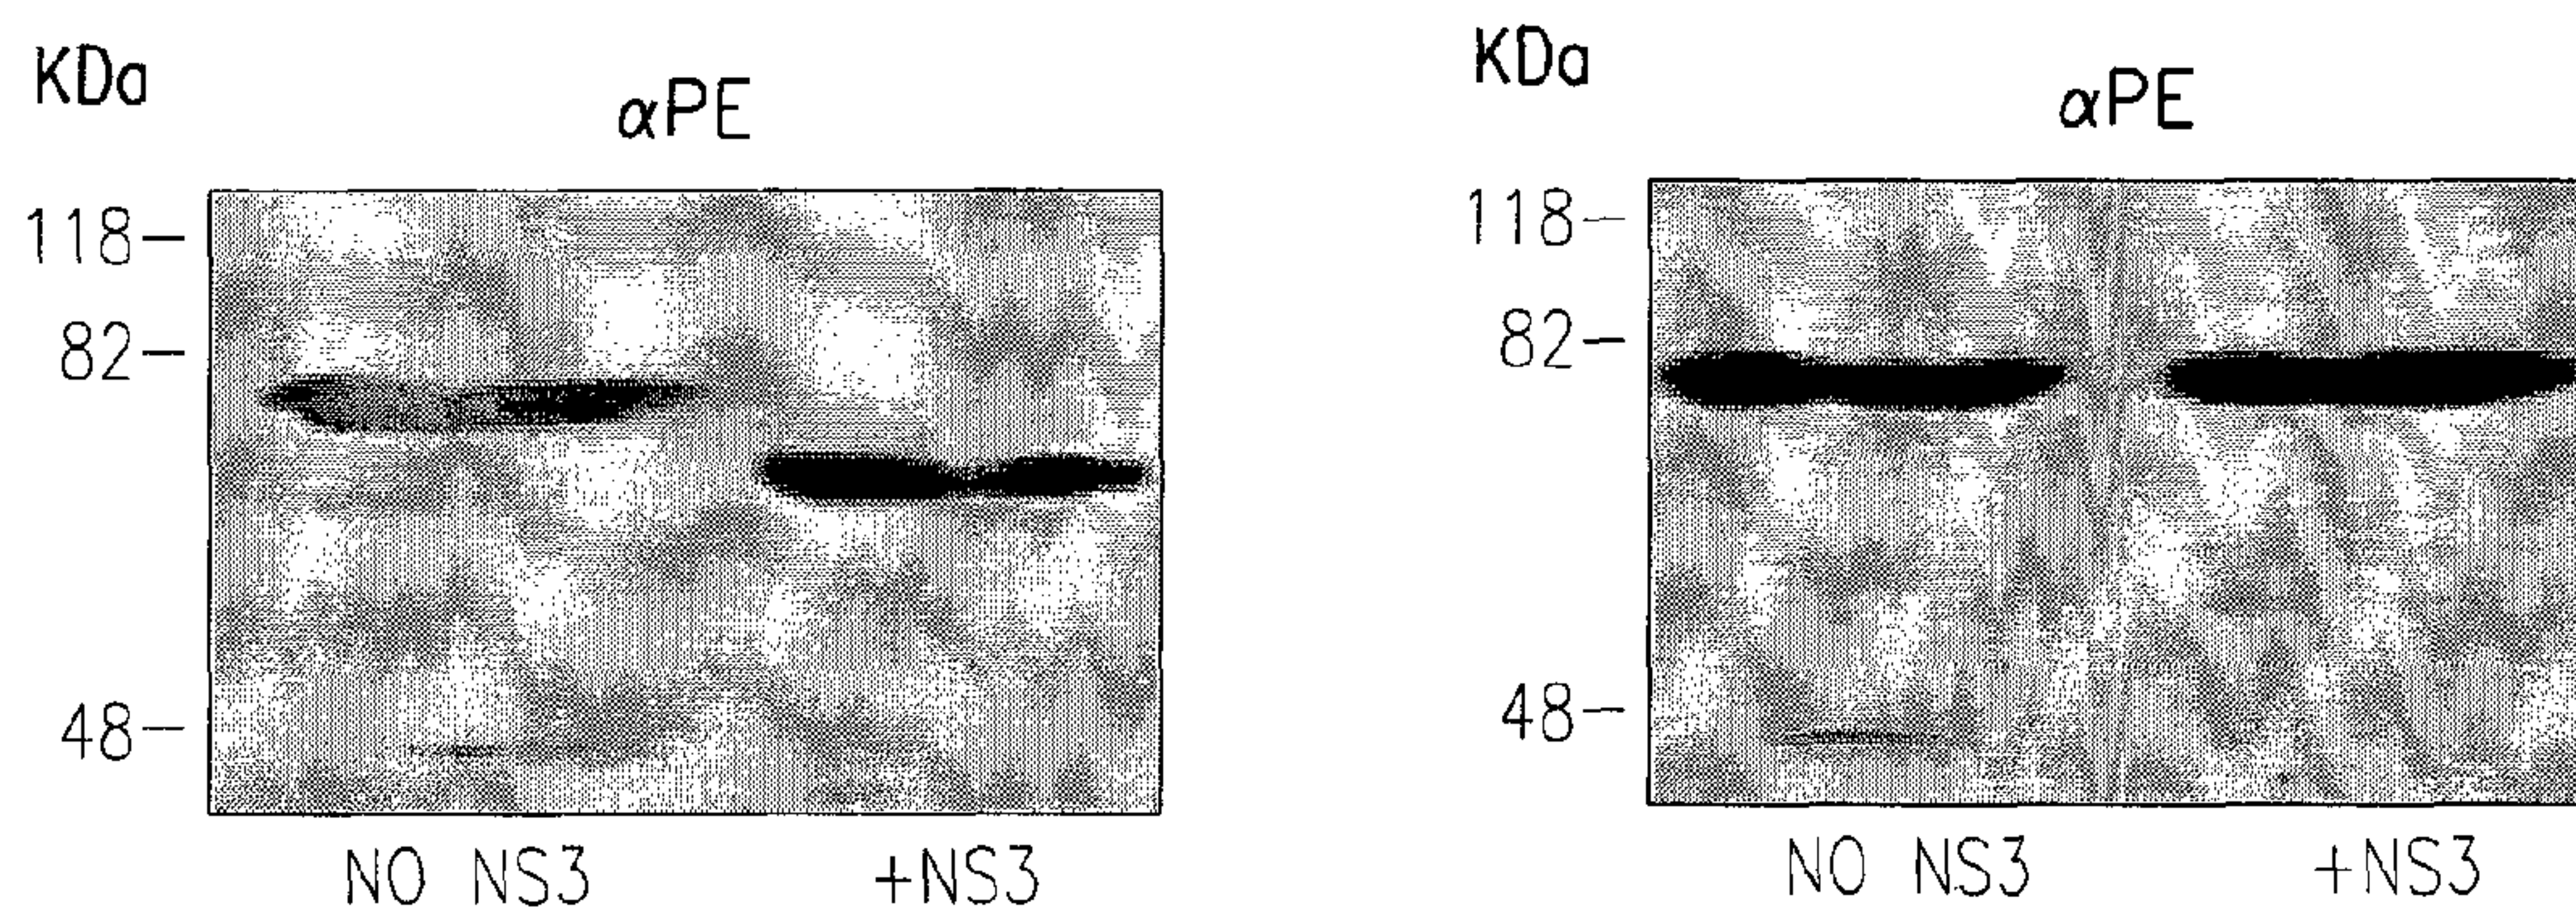 KDa
αPE
118
82
48
NO NS3
+NS3
KDa
αPE
118
82
48
NO NS3
+NS3